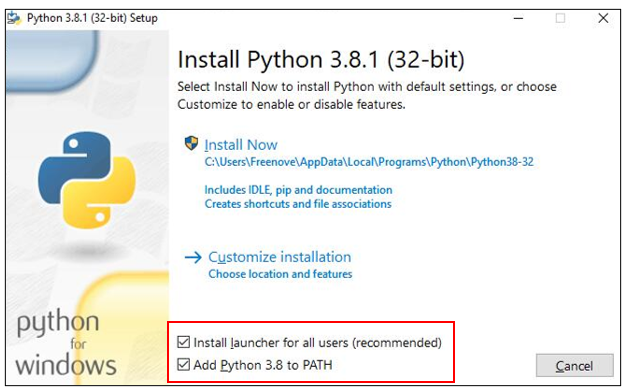 Python 3.8.1 (32-bit) Setup
Install Python 3.8.1 (32-bit)
Select Install Now to install Python with default settings, or choose
Customize to enable or disable features.
Install Now
C:\Users\Freenove\AppData\Local\Programs\Python\Python38-32
Includes IDLE, pip and documentation
Creates shortcuts and file associations
Customize installation
Choose location and features
python
for
windows
Install launcher for all users (recommended)
Add Python 3.8 to PATH
Cancel